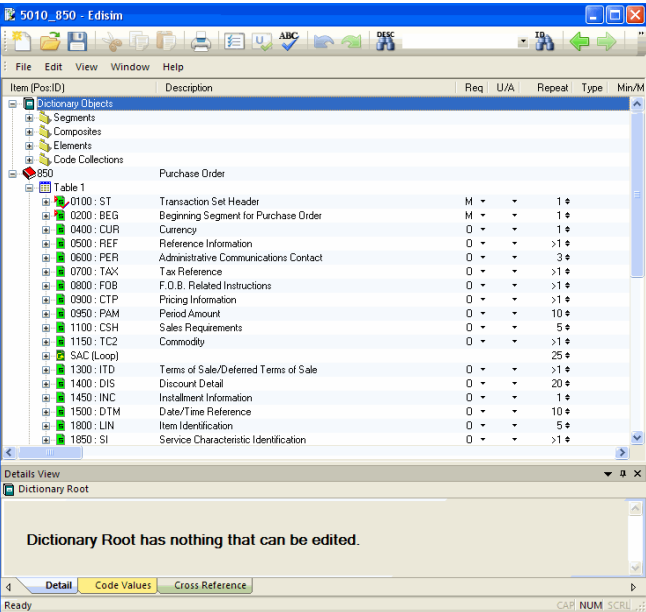 5010_850 - Edisim
ABC DESC ID
File Edit View Window Help
Item (Pos:ID) Description Req U/A Repeat Type Min/M
Dictionary Objects
Segments
Composites
Elements
Code Collections
850 Purchase Order
Table 1
0100 : ST Transaction Set Header M 1
0200 : BEG Beginning Segment for Purchase Order M 1
0400 : CUR Currency O 1
0500 : REF Reference Information O >1
0600 : PER Administrative Communications Contact O 3
0700 : TAX Tax Reference O >1
0800 : FOB F.O.B. Related Instructions O >1
0900 : CTP Pricing Information O >1
0950 : PAM Period Amount O 10
1100 : CSH Sales Requirements O 5
1150 : TC2 Commodity O >1
SAC (Loop) 25
1300 : ITD Terms of Sale/Deferred Terms of Sale O >1
1400 : DIS Discount Detail O 20
1450 : INC Installment Information O 1
1500 : DTM Date/Time Reference O 10
1800 : LIN Item Identification O 5
1850 : SI Service Characteristic Identification O >1
Details View
Dictionary Root
Dictionary Root has nothing that can be edited.
Detail Code Values Cross Reference
Ready CAP NUM SCRL